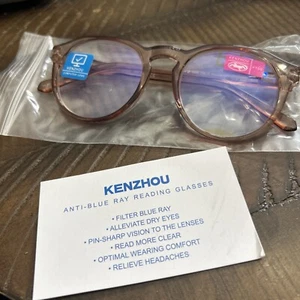 KENZHOU
ANTI-BLUE RAY READING GLASSES
• FILTER BLUE RAY
• ALLEVIATE DRY EYES
• PIN-SHARP VISION TO THE LENSES
• READ MORE CLEAR
• OPTIMAL WEARING COMFORT
• RELIEVE HEADACHES